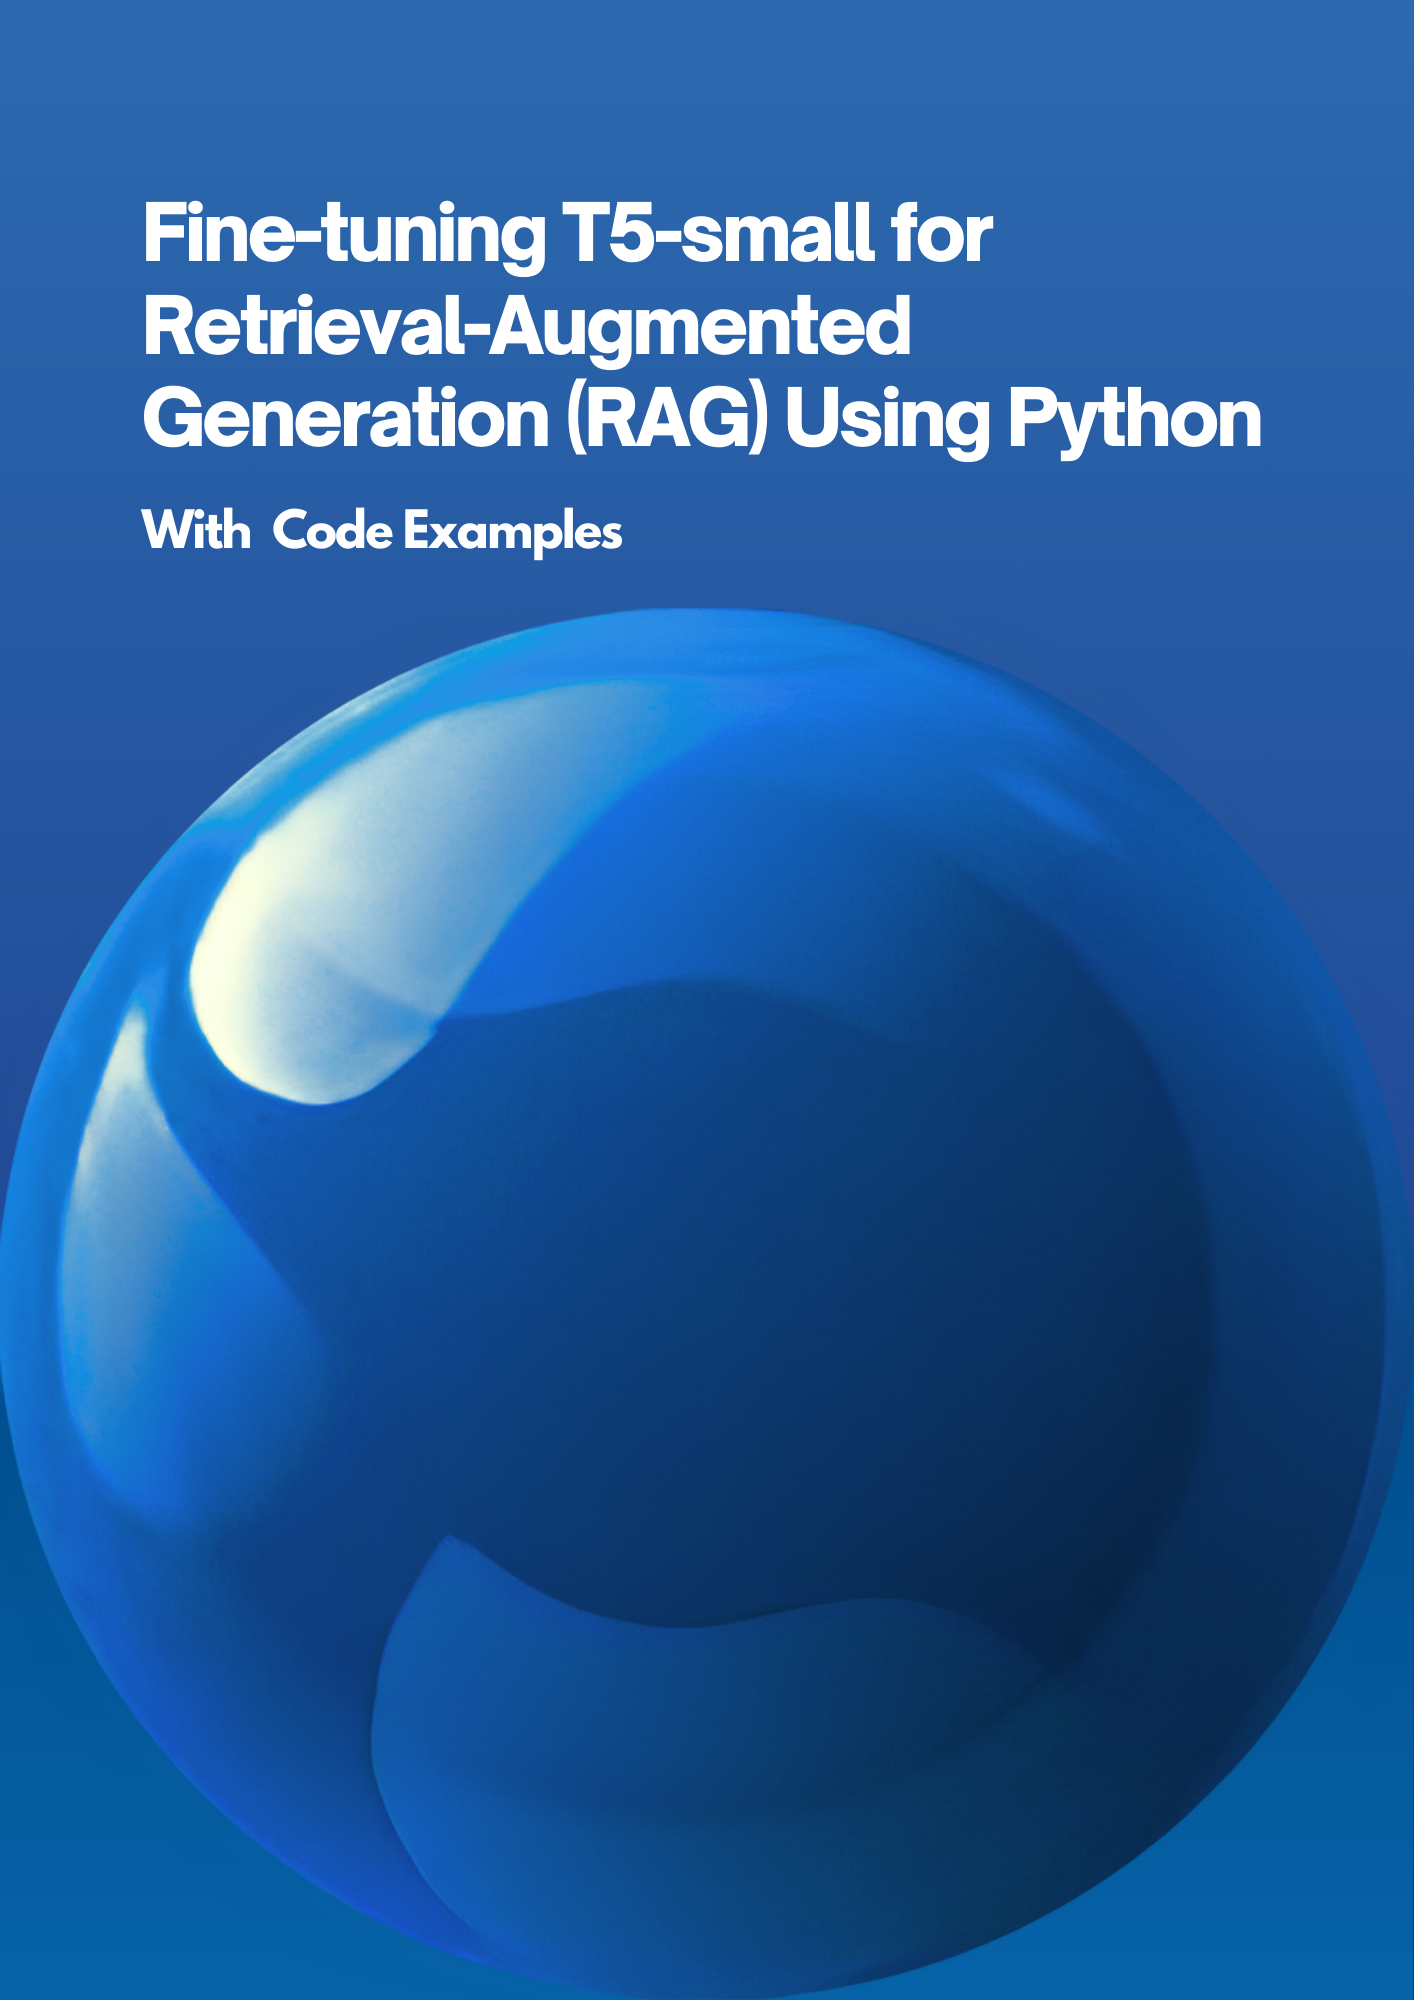 Fine-tuning T5-small for
Retrieval-Augmented
Generation (RAG) Using Python
With Code Examples